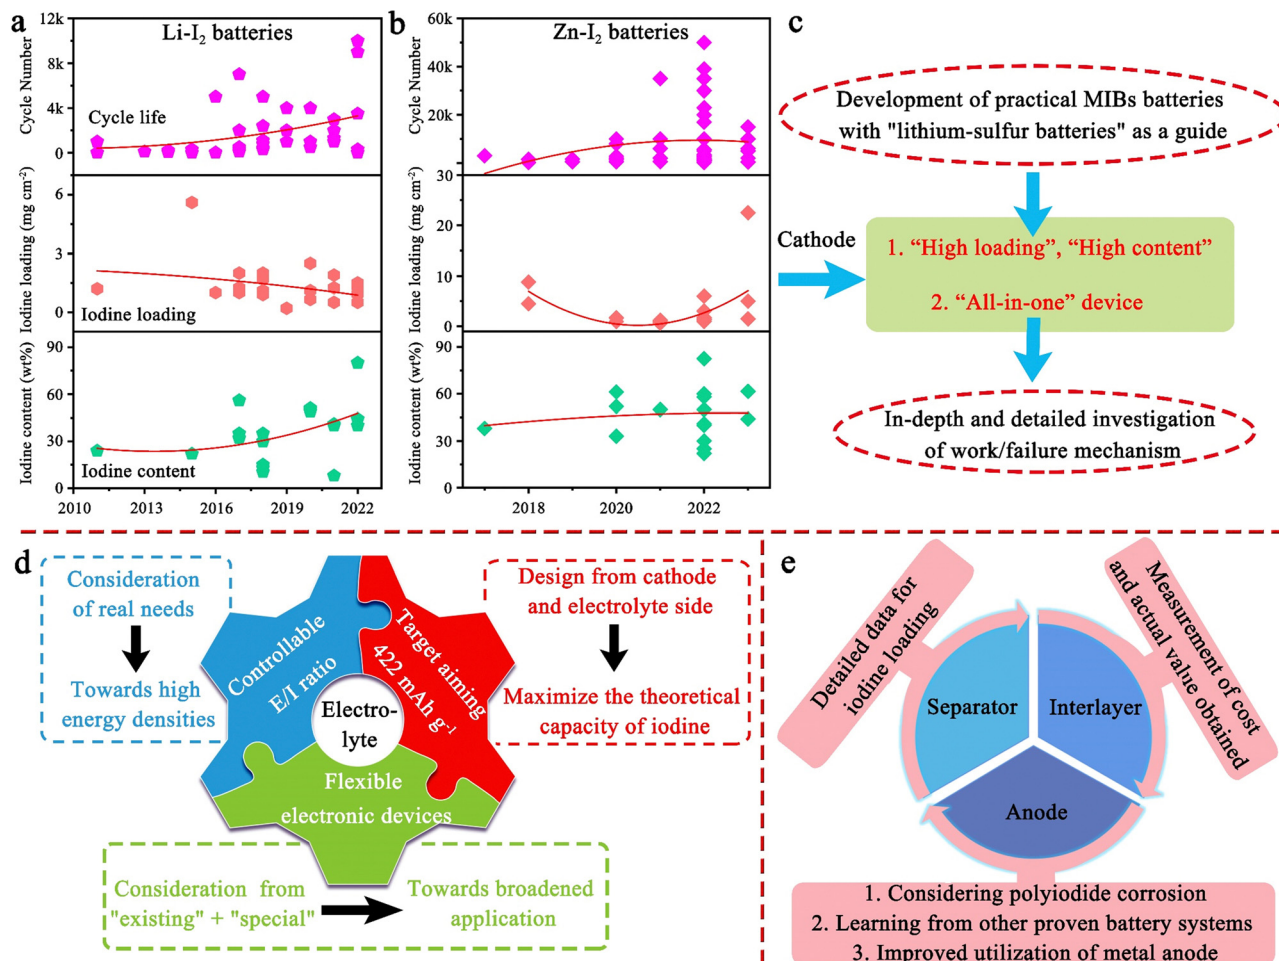 a
Li-I₂ batteries
Cycle Number
12k
8k
4k
0
Cycle life
Iodine loading (mg cm⁻²)
6
3
0
Iodine loading
Iodine content (wt%)
90
60
30
0
Iodine content
2010 2013 2016 2019 2022
b
Zn-I₂ batteries
Cycle Number
60k
40k
20k
0
Iodine loading (mg cm⁻²)
30
20
10
0
Iodine content (wt%)
90
60
30
0
2018 2020 2022
c
Development of practical MIBs batteries
with "lithium-sulfur batteries" as a guide
Cathode
1. “High loading”, “High content”
2. “All-in-one” device
In-depth and detailed investigation
of work/failure mechanism
d
Consideration
of real needs
Towards high
energy densities
Controllable
E/I ratio
Target aiming
422 mAh g⁻¹
Electro-
lyte
Flexible
electronic devices
Design from cathode
and electrolyte side
Maximize the theoretical
capacity of iodine
Consideration from
"existing" + "special"
Towards broadened
application
e
Detailed data for
iodine loading
Measurement of cost
and actual value obtained
Separator
Interlayer
Anode
1. Considering polyiodide corrosion
2. Learning from other proven battery systems
3. Improved utilization of metal anode